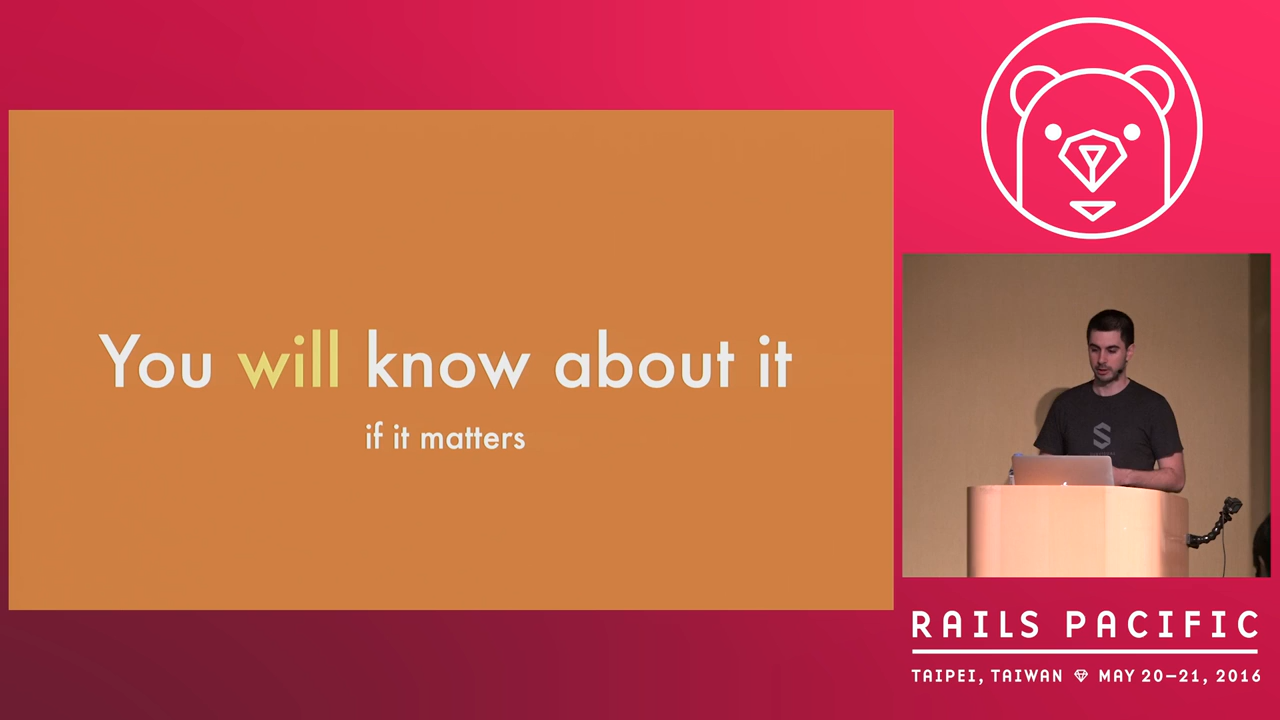 You will know about it
if it matters
RAILS PACIFIC
TAIPEI, TAIWAN MAY 20–21, 2016